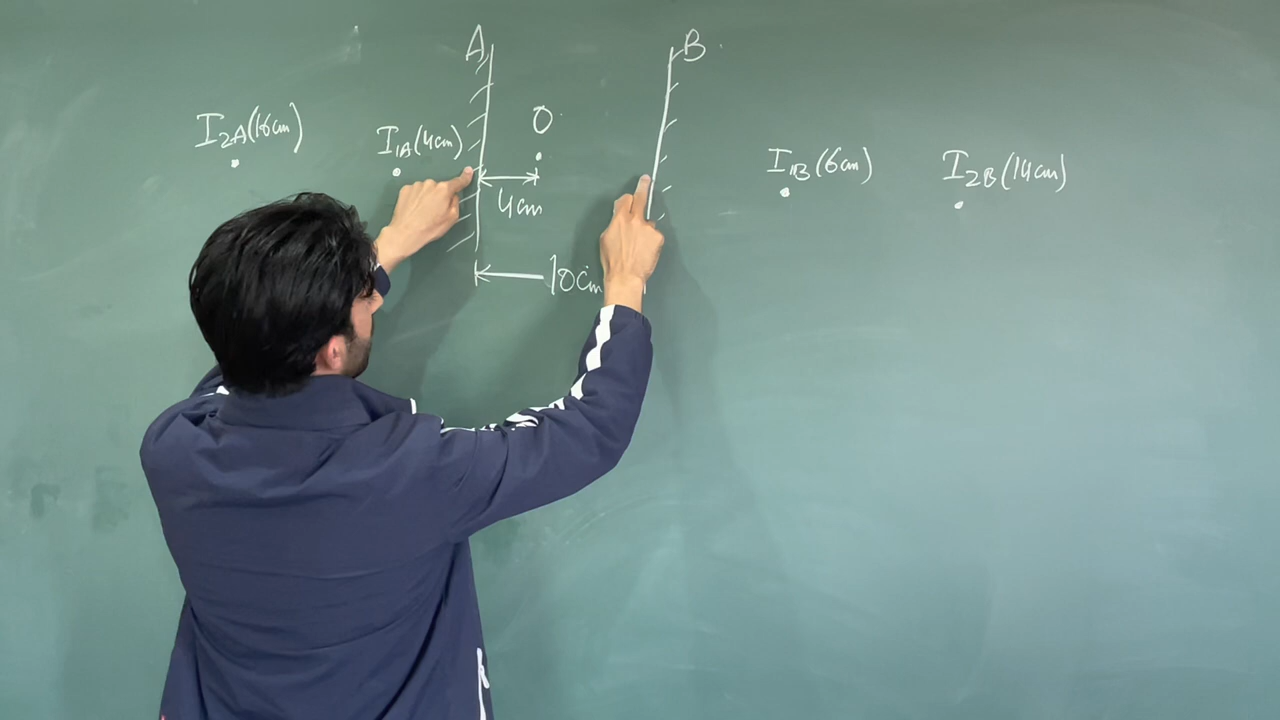 A
B
O
I2A(16cm)
I1A(4cm)
I1B(6cm)
I2B(14cm)
4cm
10cm